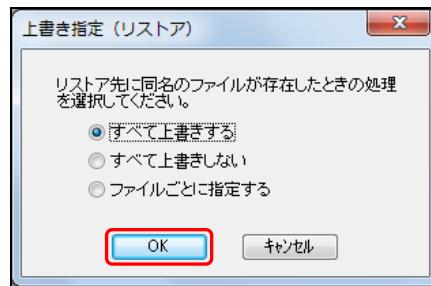 上書き指定（リストア）
リストア先に同名のファイルが存在したときの処理
を選択してください。
すべて上書きする
すべて上書きしない
ファイルごとに指定する
OK
キャンセル